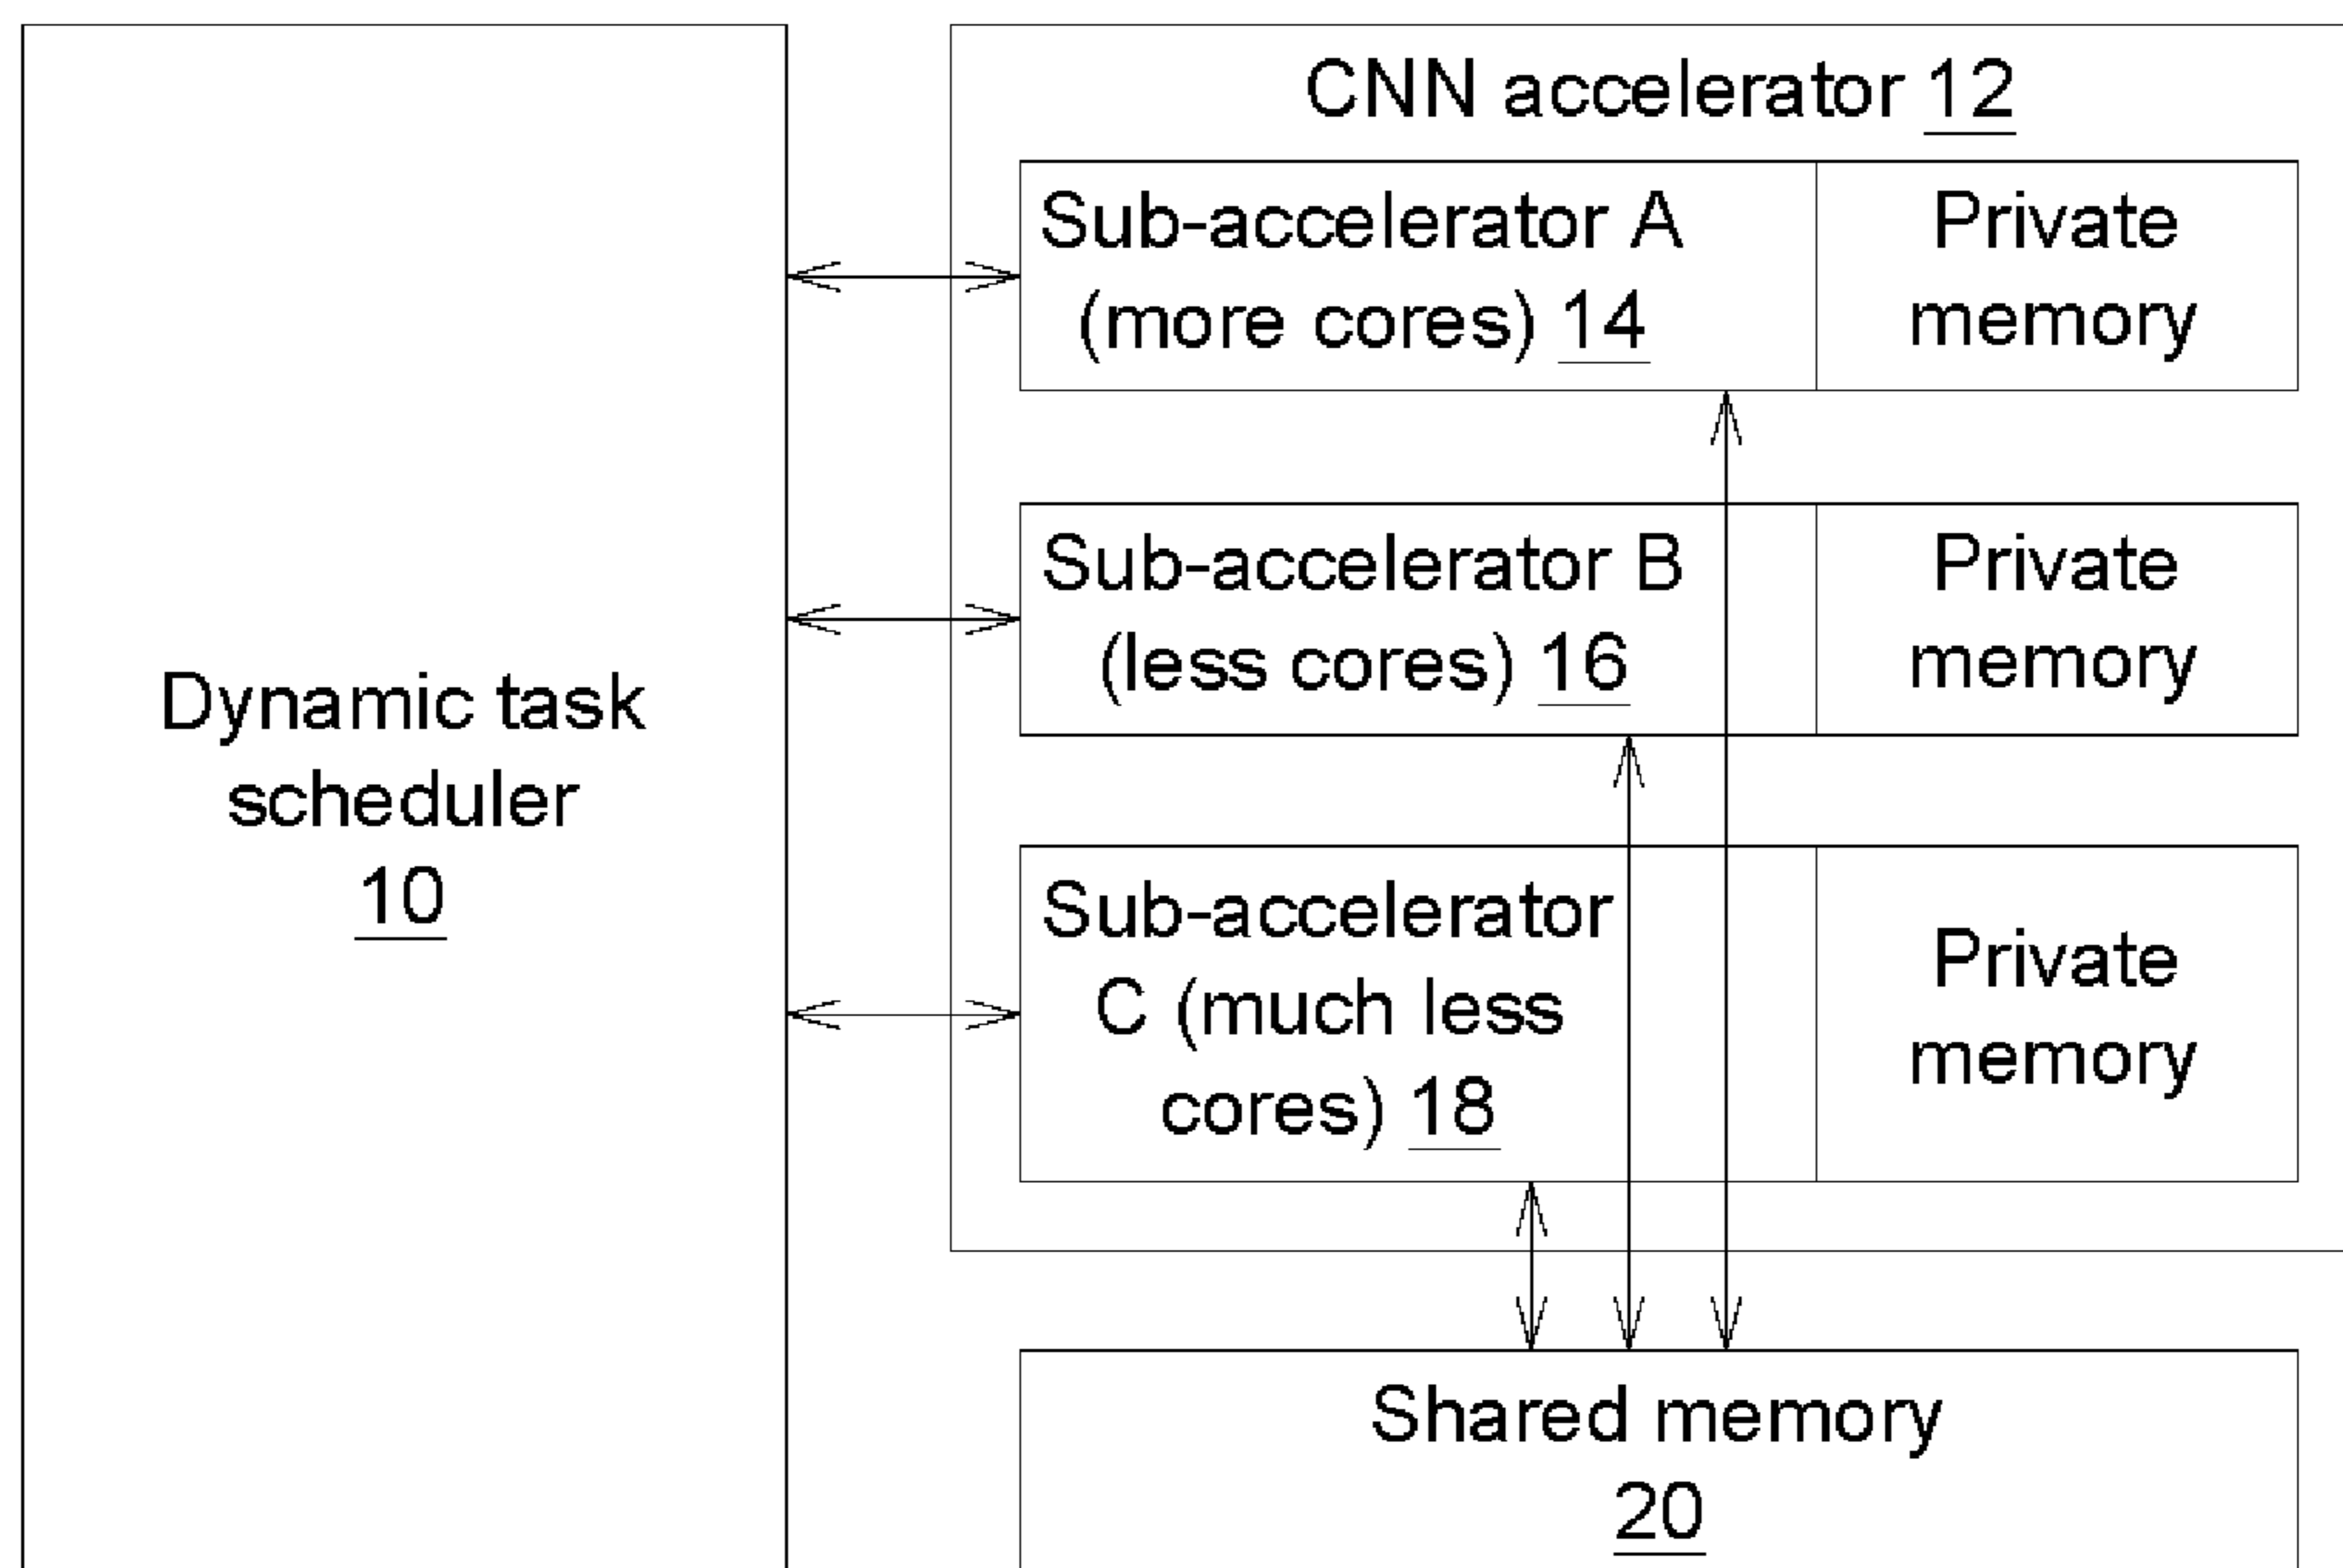 Dynamic task
scheduler
10
CNN accelerator 12
Sub-accelerator A
(more cores) 14
Private
memory
Sub-accelerator B
(less cores) 16
Private
memory
Sub-accelerator
C (much less
cores) 18
Private
memory
Shared memory
20